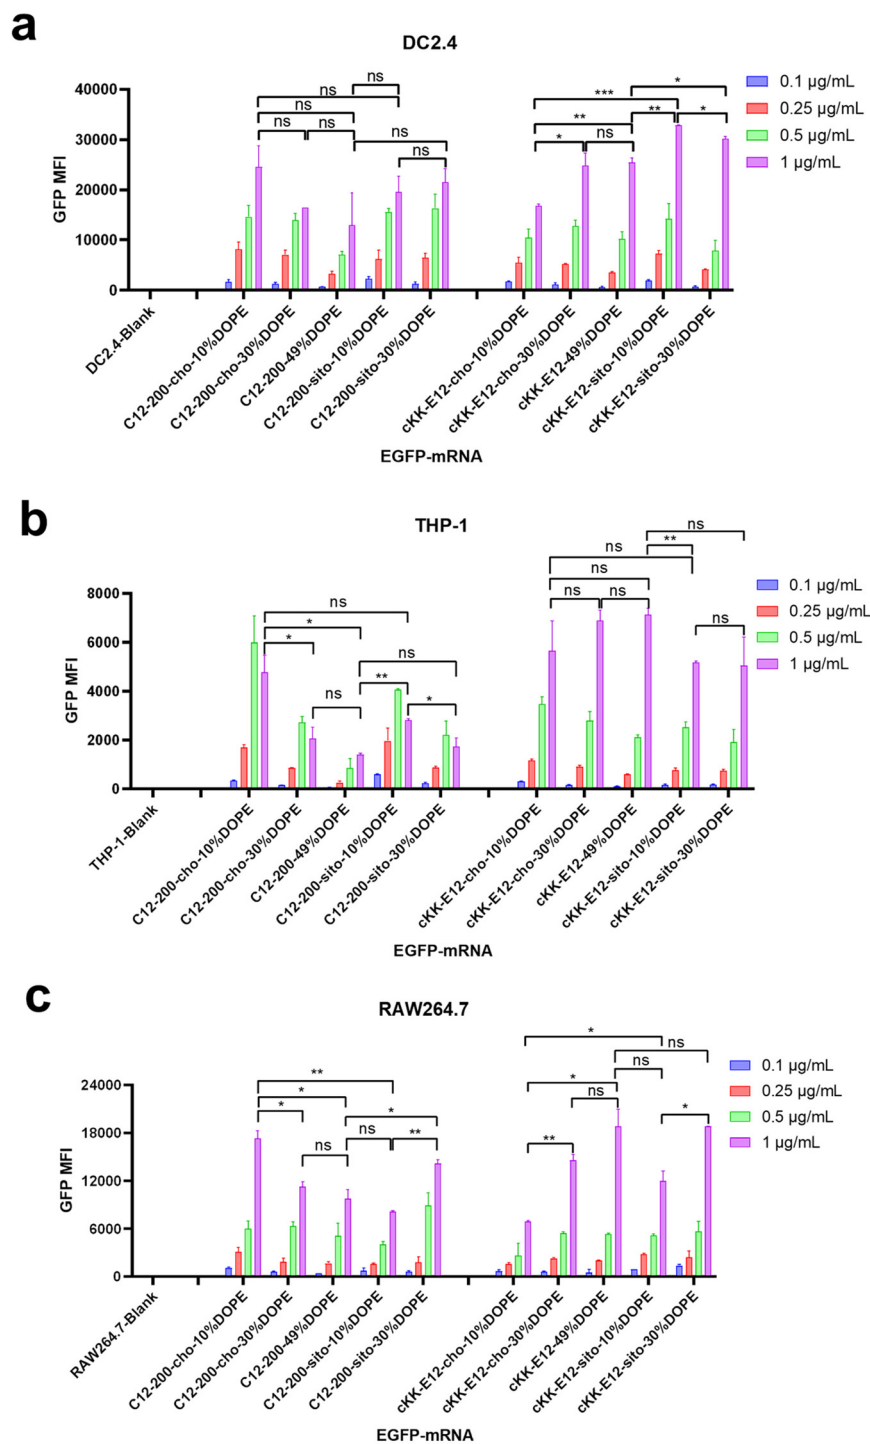 a
DC2.4
ns
ns
ns
ns
ns
ns
ns
***
*
**
**
*
*
ns
40000
30000
20000
10000
0
GFP MFI
0.1 μg/mL
0.25 μg/mL
0.5 μg/mL
1 μg/mL
DC2.4-Blank
C12-200-cho-10%DOPE
C12-200-cho-30%DOPE
C12-200-49%DOPE
C12-200-sito-10%DOPE
C12-200-sito-30%DOPE
cKK-E12-cho-10%DOPE
cKK-E12-cho-30%DOPE
cKK-E12-49%DOPE
cKK-E12-sito-10%DOPE
cKK-E12-sito-30%DOPE
EGFP-mRNA
b
THP-1
ns
*
*
ns
ns
**
*
ns
**
ns
ns
ns
ns
ns
8000
6000
4000
2000
0
GFP MFI
0.1 μg/mL
0.25 μg/mL
0.5 μg/mL
1 μg/mL
THP-1-Blank
C12-200-cho-10%DOPE
C12-200-cho-30%DOPE
C12-200-49%DOPE
C12-200-sito-10%DOPE
C12-200-sito-30%DOPE
cKK-E12-cho-10%DOPE
cKK-E12-cho-30%DOPE
cKK-E12-49%DOPE
cKK-E12-sito-10%DOPE
cKK-E12-sito-30%DOPE
EGFP-mRNA
c
RAW264.7
**
*
*
*
ns
ns
**
*
ns
ns
*
ns
*
**
24000
18000
12000
6000
0
GFP MFI
0.1 μg/mL
0.25 μg/mL
0.5 μg/mL
1 μg/mL
RAW264.7-Blank
C12-200-cho-10%DOPE
C12-200-cho-30%DOPE
C12-200-49%DOPE
C12-200-sito-10%DOPE
C12-200-sito-30%DOPE
cKK-E12-cho-10%DOPE
cKK-E12-cho-30%DOPE
cKK-E12-49%DOPE
cKK-E12-sito-10%DOPE
cKK-E12-sito-30%DOPE
EGFP-mRNA